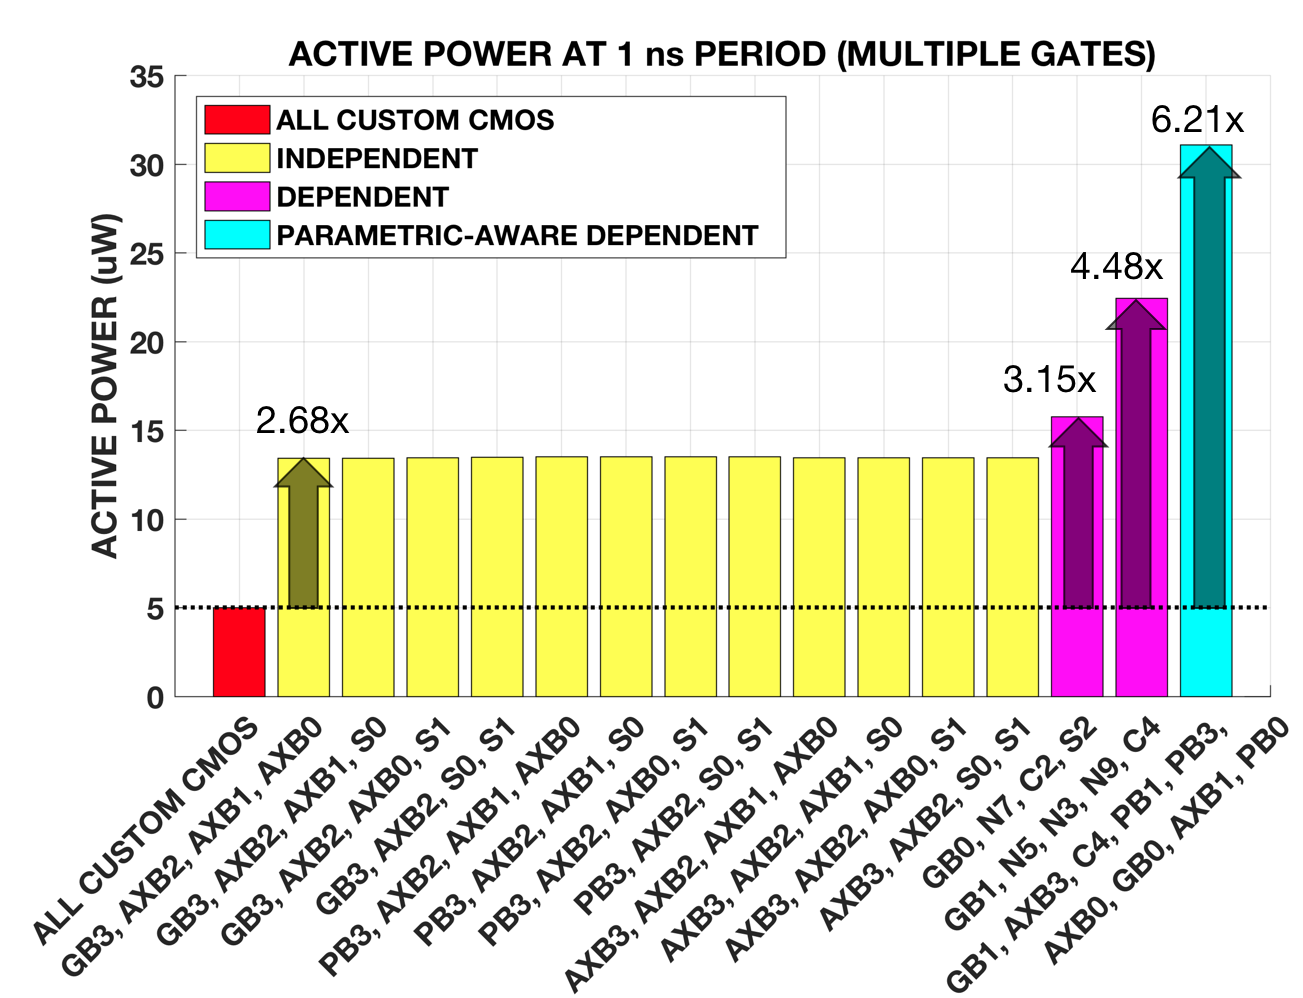 ACTIVE POWER AT 1 ns PERIOD (MULTIPLE GATES)
ACTIVE POWER (uW)
35
30
25
20
15
10
5
0
ALL CUSTOM CMOS
INDEPENDENT
DEPENDENT
PARAMETRIC-AWARE DEPENDENT
2.68x
3.15x
4.48x
6.21x
ALL CUSTOM CMOS
GB3, AXB2, AXB1, AXB0
GB3, AXB2, AXB1, S0
GB3, AXB2, AXB0, S1
GB3, AXB2, S0, S1
PB3, AXB2, AXB1, AXB0
PB3, AXB2, AXB1, S0
PB3, AXB2, AXB0, S1
PB3, AXB2, S0, S1
AXB3, AXB2, AXB1, AXB0
AXB3, AXB2, AXB1, S0
AXB3, AXB2, AXB0, S1
AXB3, AXB2, S0, S1
GB0, N7, C2, S2
GB1, N5, N3, N9, C4
GB1, AXB3, C4, PB1, PB3,
AXB0, GB0, AXB1, PB0